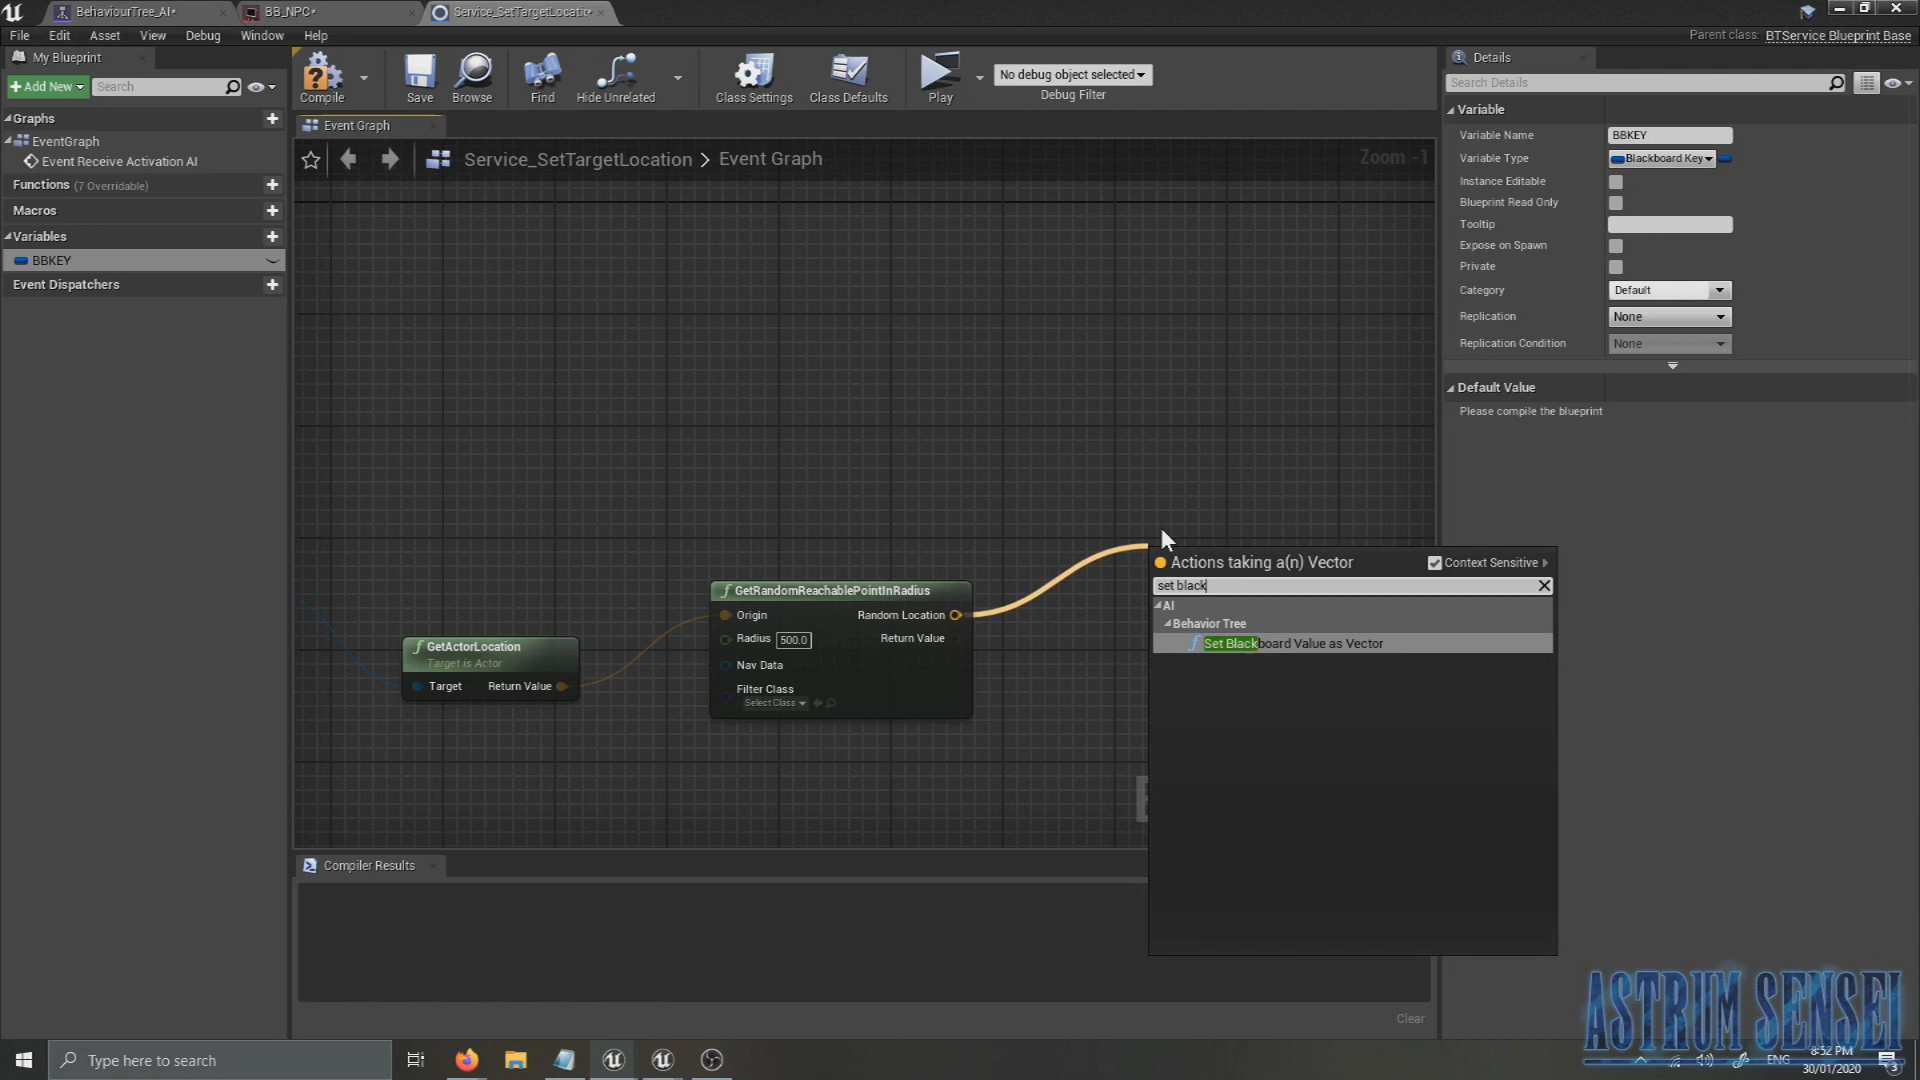 BehaviourTree_AI*
BB_NPC*
Service_SetTargetLocatio*
File Edit Asset View Debug Window Help
Parent class: BTService Blueprint Base
My Blueprint
Add New
Search
Compile
Save
Browse
Find
Hide Unrelated
Class Settings
Class Defaults
Play
No debug object selected
Debug Filter
Details
Search Details
Graphs
EventGraph
Event Receive Activation AI
Functions (7 Overridable)
Macros
Variables
BBKEY
Event Dispatchers
Event Graph
Service_SetTargetLocation > Event Graph
Zoom -1
Variable
Variable Name BBKEY
Variable Type Blackboard Key
Instance Editable
Blueprint Read Only
Tooltip
Expose on Spawn
Private
Category Default
Replication None
Replication Condition None
Default Value
Please compile the blueprint
GetActorLocation
Target is Actor
Target Return Value
GetRandomReachablePointInRadius
Origin Random Location
Radius 500.0 Return Value
Nav Data
Filter Class
Select Class
Actions taking a(n) Vector
Context Sensitive
set black
AI
Behavior Tree
Set Blackboard Value as Vector
Compiler Results
Clear
ASTRUM SENSEI
Type here to search
ENG
8:52 PM
30/01/2020
3